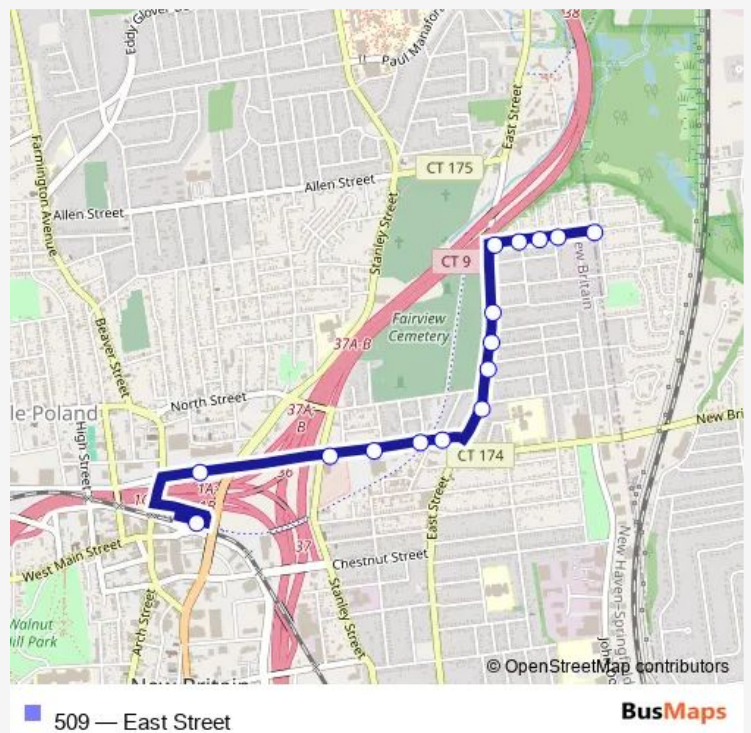 38
Eddy Glover
Paul Manafor
East Street
Farmington Avenue
CT 175
Allen Street
Allen Street
Stanley Street
CT 9
New Britain
Fairview
Cemetery
37A-B
Beaver Street
North Street
le Poland
37A-
B
High Street
New Bri
CT 174
36
1A-
East Street
37
West Main Street
Chestnut Street
Walnut
Hill Park
Arch Street
Stanley Street
New Haven-Spring
New Britain
© OpenStreetMap contributors
509 — East Street
BusMaps